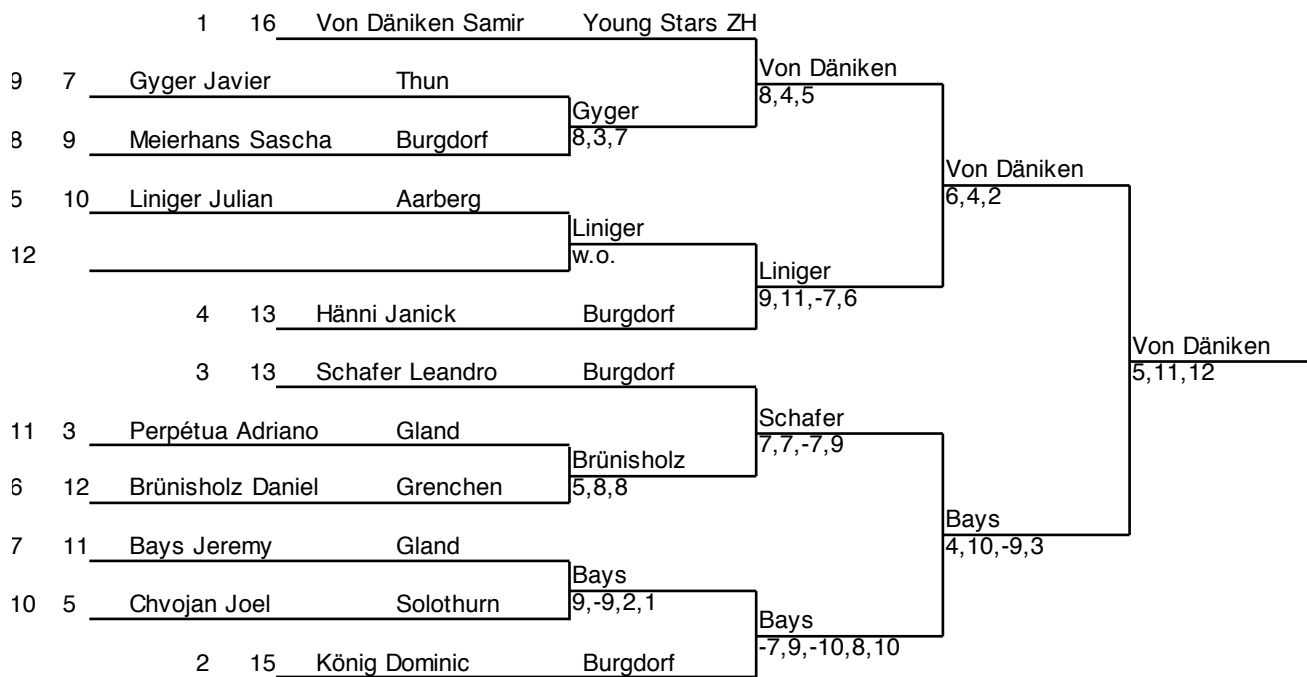 1 16 Von Däniken Samir Young Stars ZH
Von Däniken
9 7 Gyger Javier Thun
8,4,5
Gyger
8 9 Meierhans Sascha Burgdorf
8,3,7
Von Däniken
5 10 Liniger Julian Aarberg
6,4,2
Liniger
12
w.o.
Liniger
9,11,-7,6
4 13 Hänni Janick Burgdorf
Von Däniken
3 13 Schafer Leandro Burgdorf
5,11,12
Schafer
11 3 Perpétua Adriano Gland
7,7,-7,9
Brünisholz
6 12 Brünisholz Daniel Grenchen
5,8,8
Bays
7 11 Bays Jeremy Gland
4,10,-9,3
Bays
10 5 Chvojan Joel Solothurn
9,-9,2,1
Bays
-7,9,-10,8,10
2 15 König Dominic Burgdorf